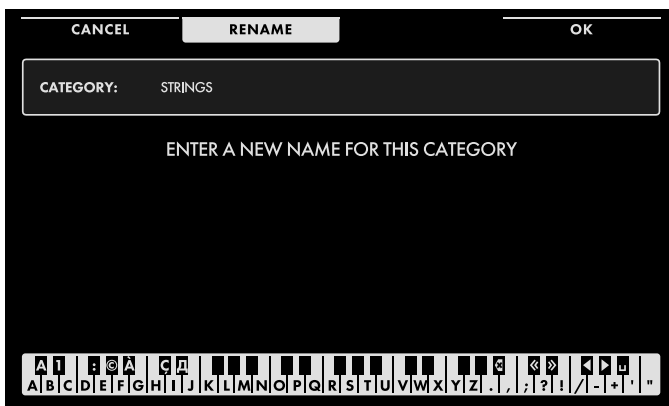 CANCEL RENAME OK
CATEGORY: STRINGS
ENTER A NEW NAME FOR THIS CATEGORY
A 1 : © À Ç Д ⌫ « » ◀ ▶ ␣
A B C D E F G H I J K L M N O P Q R S T U V W X Y Z . , ; ? ! / - + ' "